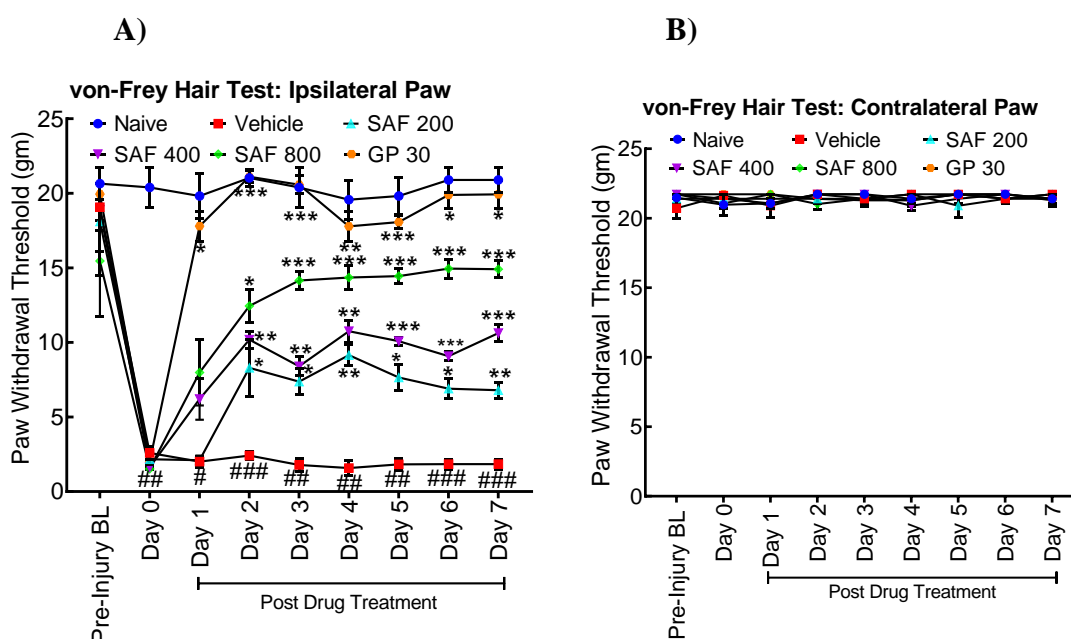 A)
von-Frey Hair Test: Ipsilateral Paw
Paw Withdrawal Threshold (gm)
25
20
15
10
5
0
Naive Vehicle SAF 200
SAF 400 SAF 800 GP 30
*** 
*
***
**
***
***
*
*
*
***
***
***
***
***
**
**
**
***
***
***
*
*
**
*
*
**
## # ### ## ## ## ### ###
Pre-Injury BL
Day 0
Day 1
Day 2
Day 3
Day 4
Day 5
Day 6
Day 7
Post Drug Treatment
B)
von-Frey Hair Test: Contralateral Paw
Paw Withdrawal Threshold (gm)
25
20
15
10
5
0
Naive Vehicle SAF 200
SAF 400 SAF 800 GP 30
Pre-Injury BL
Day 0
Day 1
Day 2
Day 3
Day 4
Day 5
Day 6
Day 7
Post Drug Treatment